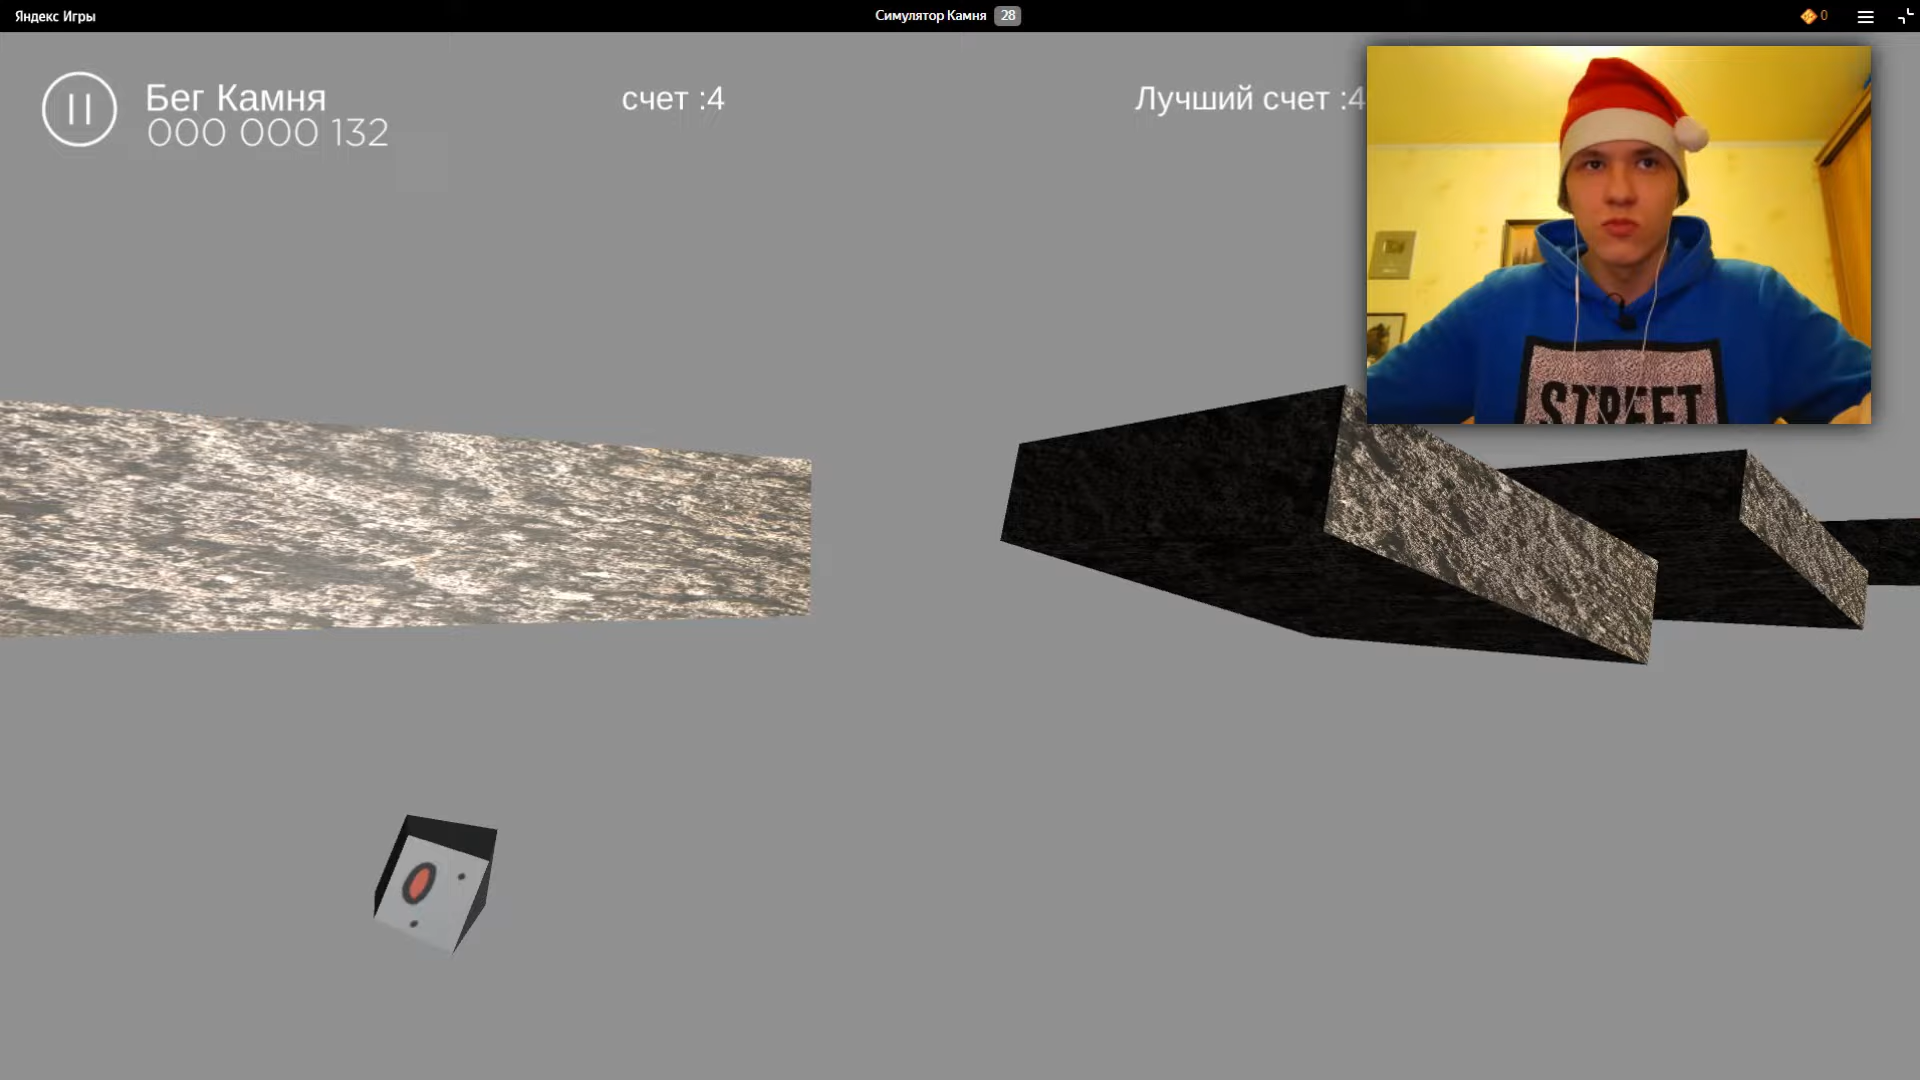 Яндекс Игры
Симулятор Камня 28
0
Бег Камня
000 000 132
счет :4
Лучший счет :4
STREET